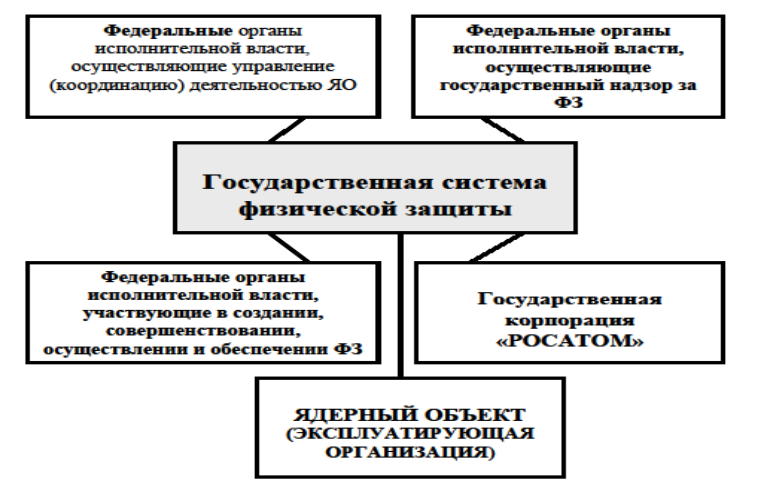 Федеральные органы
исполнительной власти,
осуществляющие управление
(координацию) деятельностью ЯО
Федеральные органы
исполнительной власти,
осуществляющие
государственный надзор за
ФЗ
Государственная система
физической защиты
Федеральные органы
исполнительной власти,
участвующие в создании,
совершенствовании,
осуществлении и обеспечении ФЗ
Государственная
корпорация
«РОСАТОМ»
ЯДЕРНЫЙ ОБЪЕКТ
(ЭКСПЛУАТИРУЮЩАЯ
ОРГАНИЗАЦИЯ)